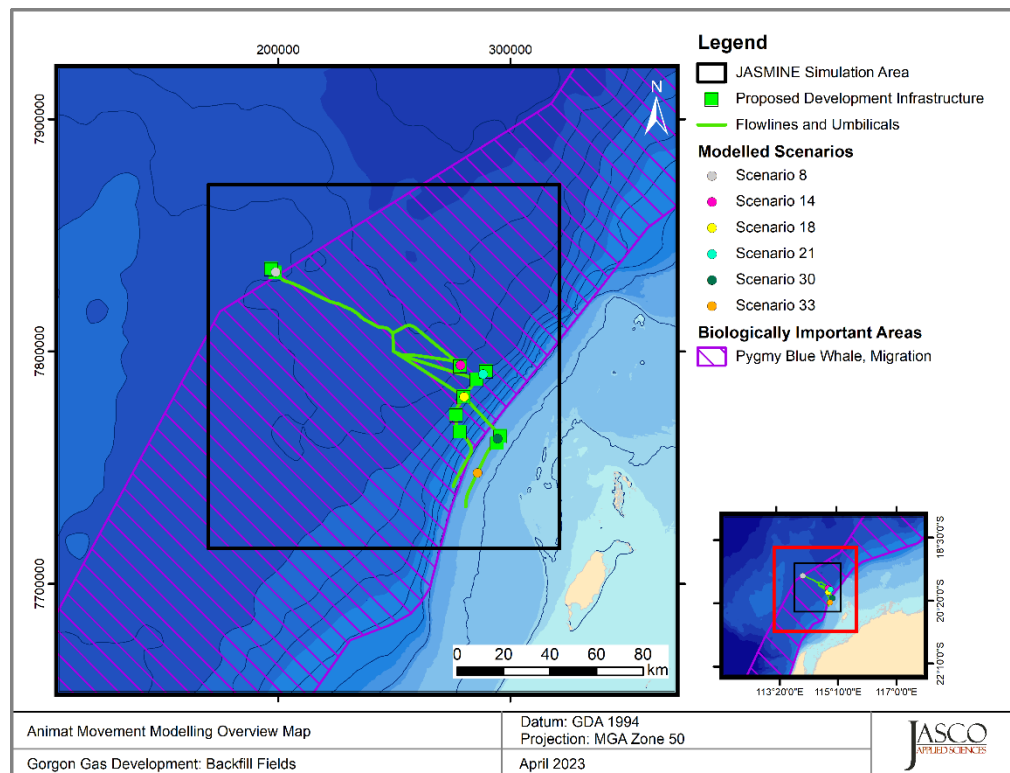 200000
300000
7900000
7800000
7700000
N
0 20 40 60 80
km
Legend
JASMINE Simulation Area
Proposed Development Infrastructure
Flowlines and Umbilicals
Modelled Scenarios
Scenario 8
Scenario 14
Scenario 18
Scenario 21
Scenario 30
Scenario 33
Biologically Important Areas
Pygmy Blue Whale, Migration
18°30'0"S
20°20'0"S
22°10'0"S
113°20'0"E
115°10'0"E
117°0'0"E
Animat Movement Modelling Overview Map
Gorgon Gas Development: Backfill Fields
Datum: GDA 1994
Projection: MGA Zone 50
April 2023
JASCO
APPLIED SCIENCES